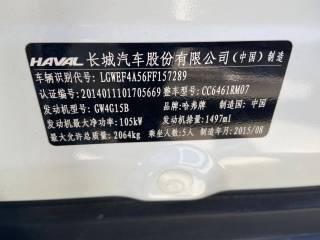 HAVAL 长城汽车股份有限公司(中国)制造
车辆识别代号: LGWEF4A56FF157289
认证编号: 2014011101705669 整车型号: CC6461RM07
发动机型号: GW4G15B 品牌: 哈弗牌 制造国: 中国
发动机最大净功率: 105kW 发动机排量: 1497ml
最大允许总质量: 2064kg 乘坐人数: 5人 制造年月: 2015/08